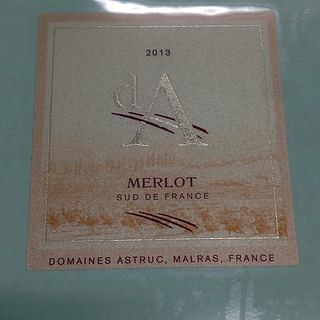 2013
dA
MERLOT
SUD DE FRANCE
DOMAINES ASTRUC, MALRAS, FRANCE